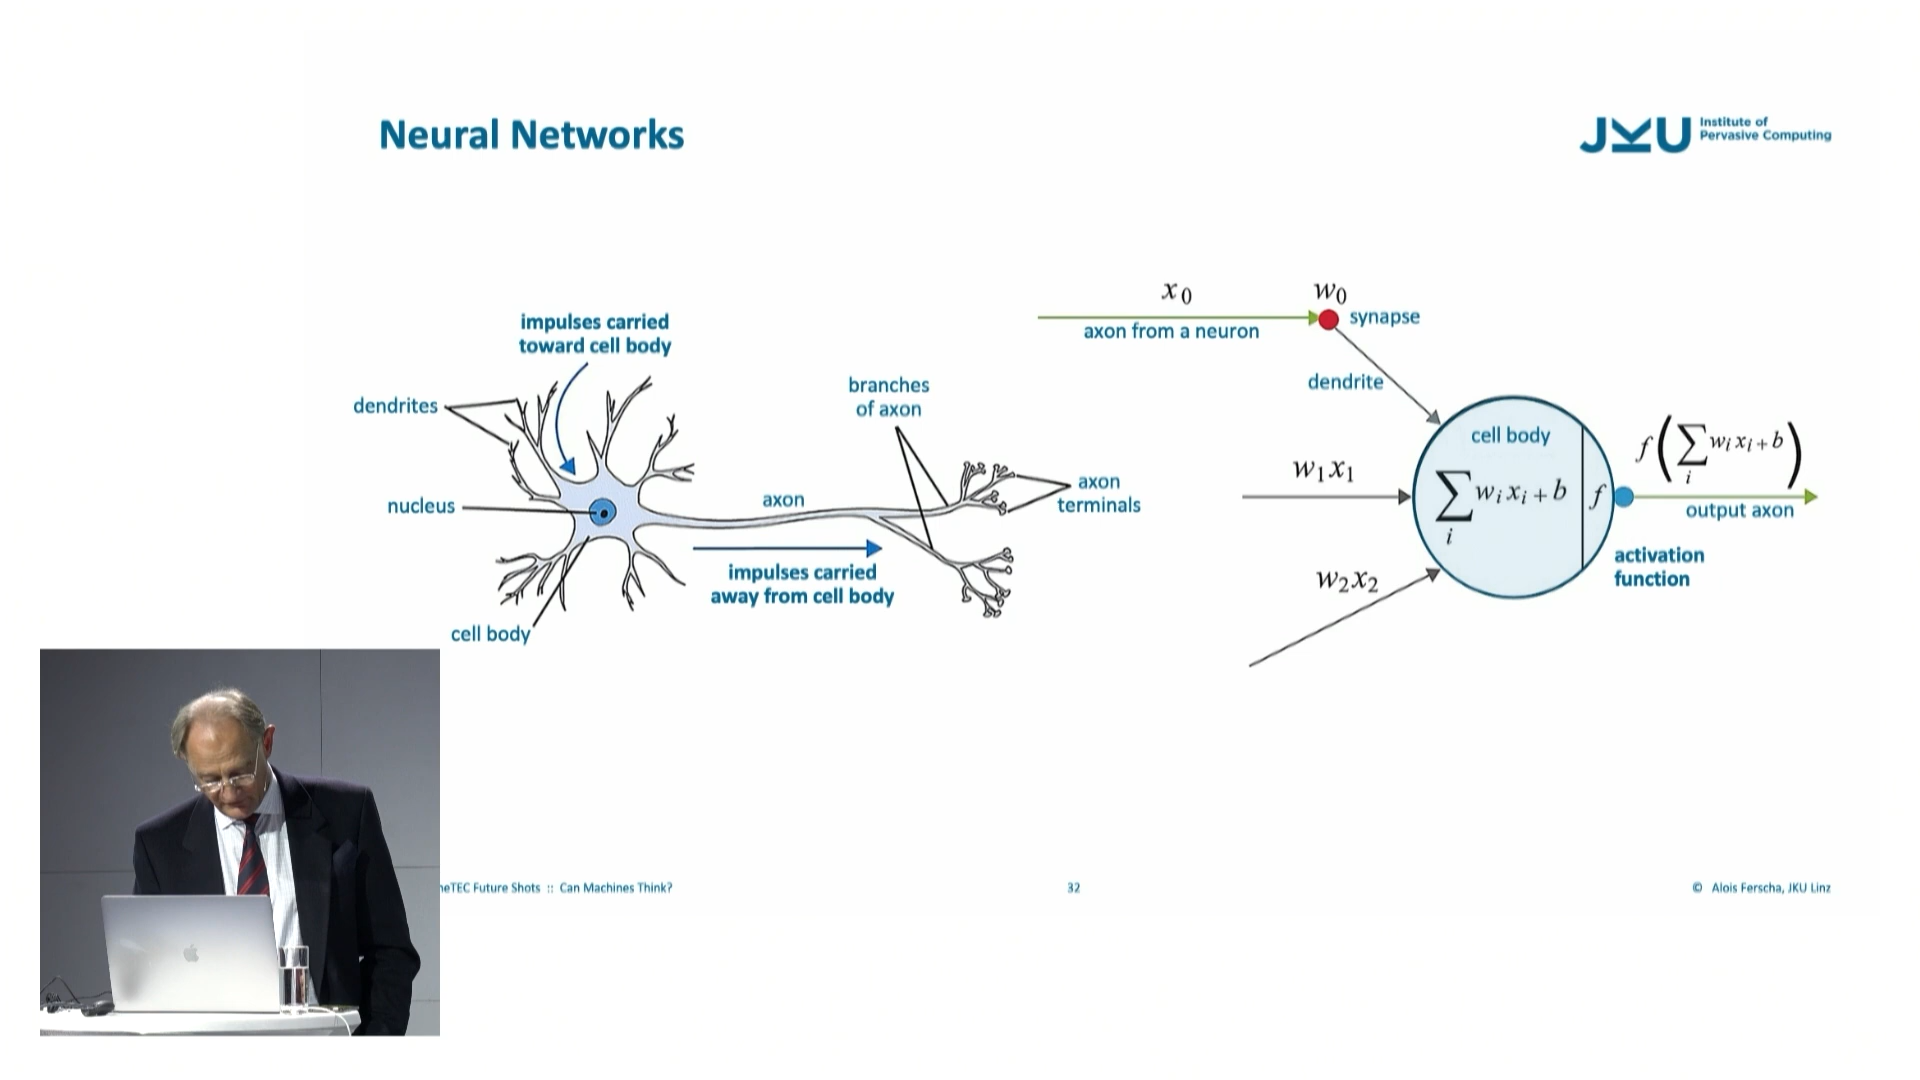 Neural Networks
JKU Institute of
Pervasive Computing
impulses carried
toward cell body
dendrites
nucleus
cell body
axon
impulses carried
away from cell body
branches
of axon
axon
terminals
x₀
axon from a neuron
w₀
synapse
dendrite
w₁x₁
w₂x₂
cell body
∑ᵢ wᵢxᵢ + b
f
f(∑ᵢ wᵢxᵢ + b)
output axon
activation
function
Future Shots :: Can Machines Think?
32
© Alois Ferscha, JKU Linz